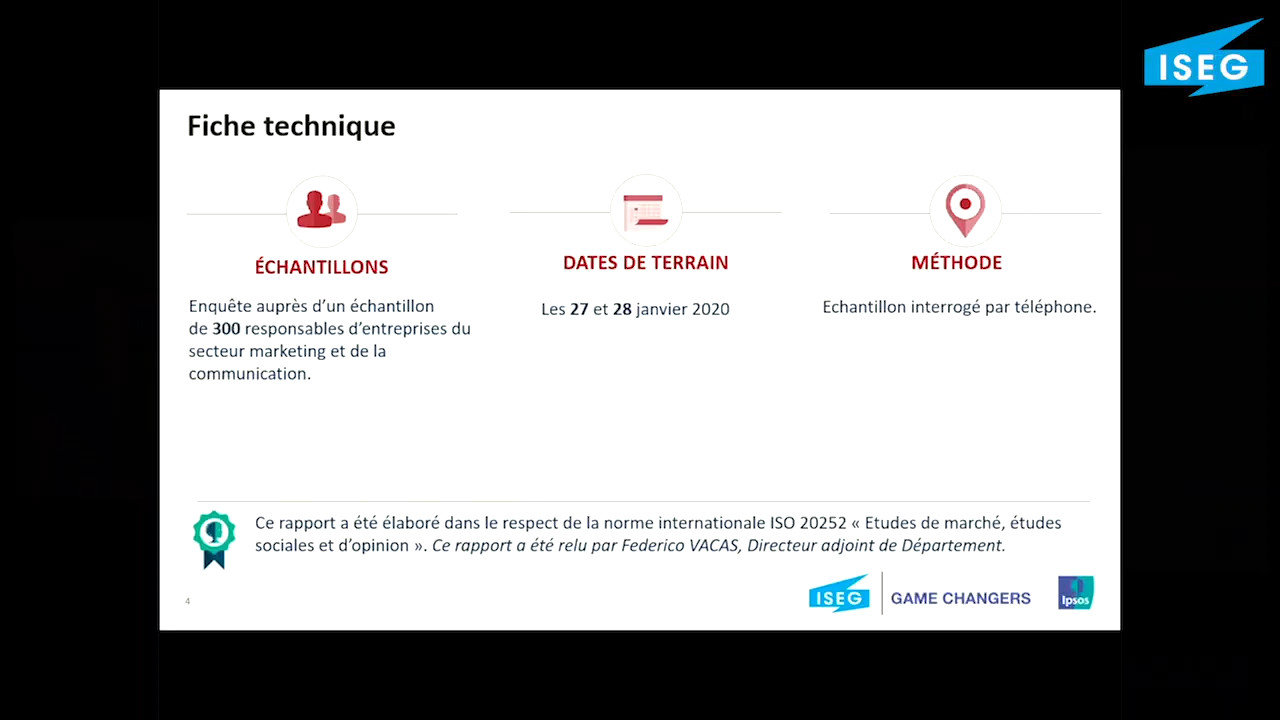 ISEG
Fiche technique
ÉCHANTILLONS
Enquête auprès d’un échantillon
de 300 responsables d’entreprises du
secteur marketing et de la
communication.
DATES DE TERRAIN
Les 27 et 28 janvier 2020
MÉTHODE
Echantillon interrogé par téléphone.
Ce rapport a été élaboré dans le respect de la norme internationale ISO 20252 « Etudes de marché, études
sociales et d’opinion ». Ce rapport a été relu par Federico VACAS, Directeur adjoint de Département.
4
ISEG
GAME CHANGERS
Ipsos